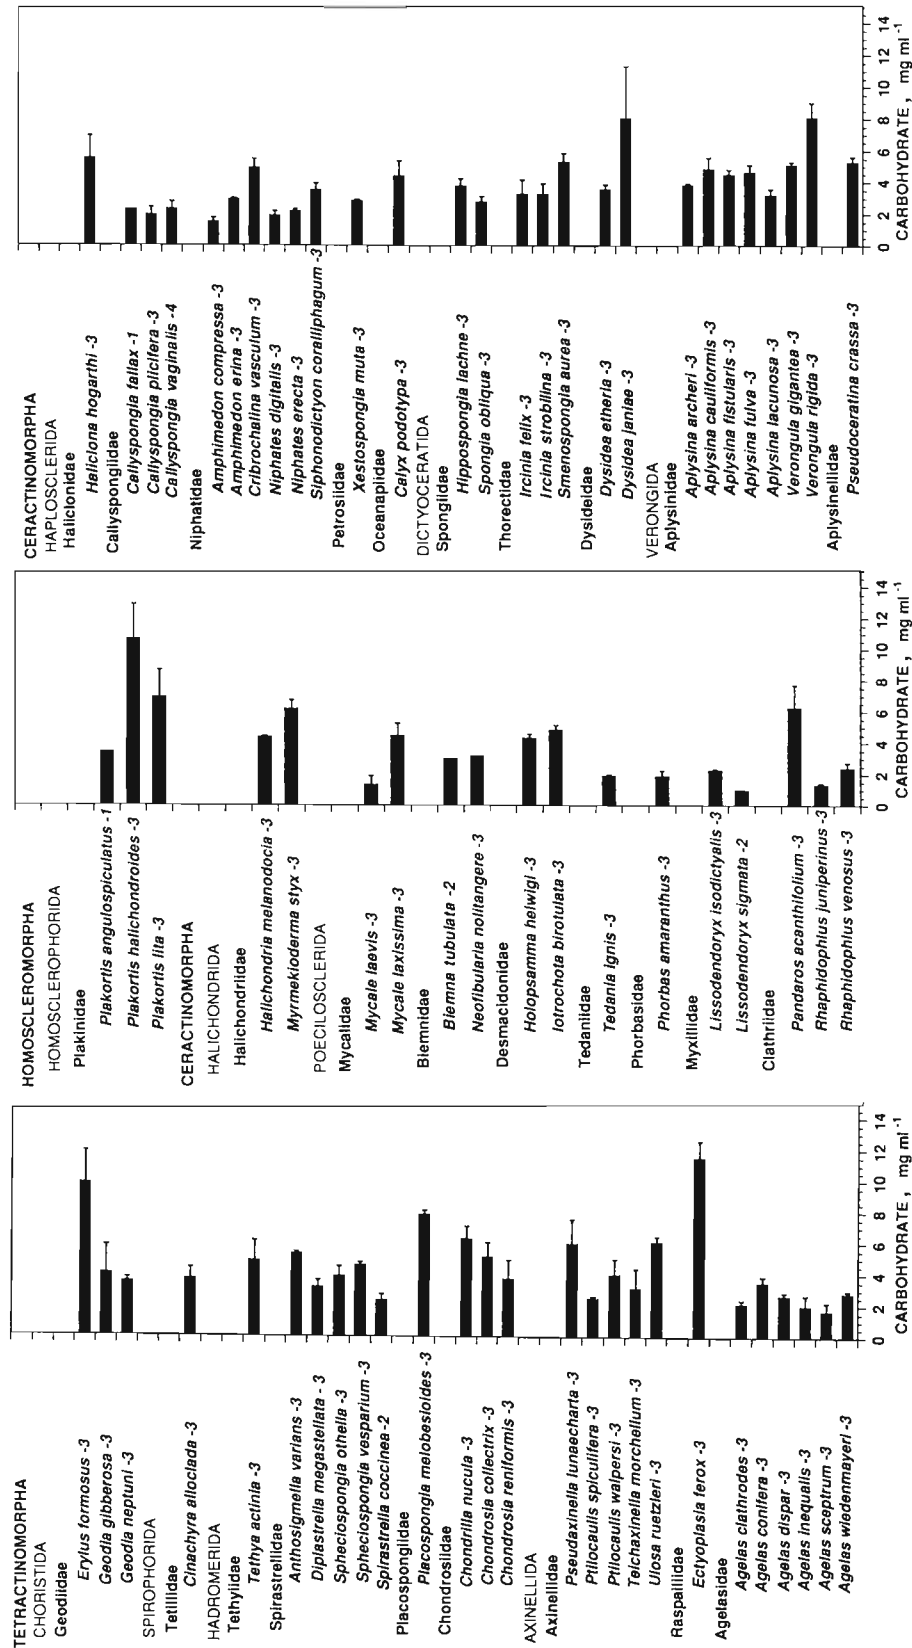 TETRACTINOMORPHA
CHORISTIDA
Geodiidae
Erylus formosus -3
Geodia gibberosa -3
Geodia neptuni -3
SPIROPHORIDA
Tetillidae
Cinachyra alloclada -3
HADROMERIDA
Tethyidae
Tethya actinia -3
Spirastrellidae
Anthosigmella varians -3
Diplastrella megastellata -3
Spheciospongia othella -3
Spheciospongia vesparium -3
Spirastrella coccinea -2
Placospongiidae
Placospongia melobesioides -3
Chondrosiidae
Chondrilla nucula -3
Chondrosia collectrix -3
Chondrosia reniformis -3
AXINELLIDA
Axinellidae
Pseudaxinella lunaecharta -3
Ptilocaulis spiculifera -3
Ptilocaulis walpersi -3
Teichaxinella morchellum -3
Ulosa ruetzleri -3
Raspailiidae
Ectyoplasia ferox -3
Agelasidae
Agelas clathrodes -3
Agelas conifera -3
Agelas dispar -3
Agelas inequalis -3
Agelas sceptrum -3
Agelas wiedenmayeri -3
0 2 4 6 8 10 12 14
CARBOHYDRATE, mg ml-1
HOMOSCLEROMORPHA
HOMOSCLEROPHORIDA
Plakinidae
Plakortis angulospiculatus -1
Plakortis halichondroides -3
Plakortis lita -3
CERACTINOMORPHA
HALICHONDRIDA
Halichondriidae
Halichondria melanodocia -3
Myrmekioderma styx -3
POECILOSCLERIDA
Mycalidae
Mycale laevis -3
Mycale laxissima -3
Biemnidae
Biemna tubulata -2
Neofibularia nolitangere -3
Desmacidonidae
Holopsamma helwigi -3
Iotrochota birotulata -3
Tedaniidae
Tedania ignis -3
Phorbasidae
Phorbas amaranthus -3
Myxillidae
Lissodendoryx isodictyalis -3
Lissodendoryx sigmata -2
Clathriidae
Pandaros acanthifolium -3
Rhaphidophlus juniperinus -3
Rhaphidophlus venosus -3
0 2 4 6 8 10 12 14
CARBOHYDRATE, mg ml-1
CERACTINOMORPHA
HAPLOSCLERIDA
Haliclonidae
Haliclona hogarthi -3
Callyspongiidae
Callyspongia fallax -1
Callyspongia plicifera -3
Callyspongia vaginalis -4
Niphatidae
Amphimedon compressa -3
Amphimedon erina -3
Cribrochalina vasculum -3
Niphates digitalis -3
Niphates erecta -3
Siphonodictyon coralliphagum -3
Petrosiidae
Xestospongia muta -3
Oceanapiidae
Calyx podotypa -3
DICTYOCERATIDA
Spongiidae
Hippospongia lachne -3
Spongia obliqua -3
Thorectidae
Ircinia felix -3
Ircinia strobilina -3
Smenospongia aurea -3
Dysideidae
Dysidea etheria -3
Dysidea janiae -3
VERONGIDA
Aplysinidae
Aplysina archeri -3
Aplysina cauliformis -3
Aplysina fistularis -3
Aplysina fulva -3
Aplysina lacunosa -3
Verongula gigantea -3
Verongula rigida -3
Aplysinellidae
Pseudoceratina crassa -3
0 2 4 6 8 10 12 14
CARBOHYDRATE, mg ml-1